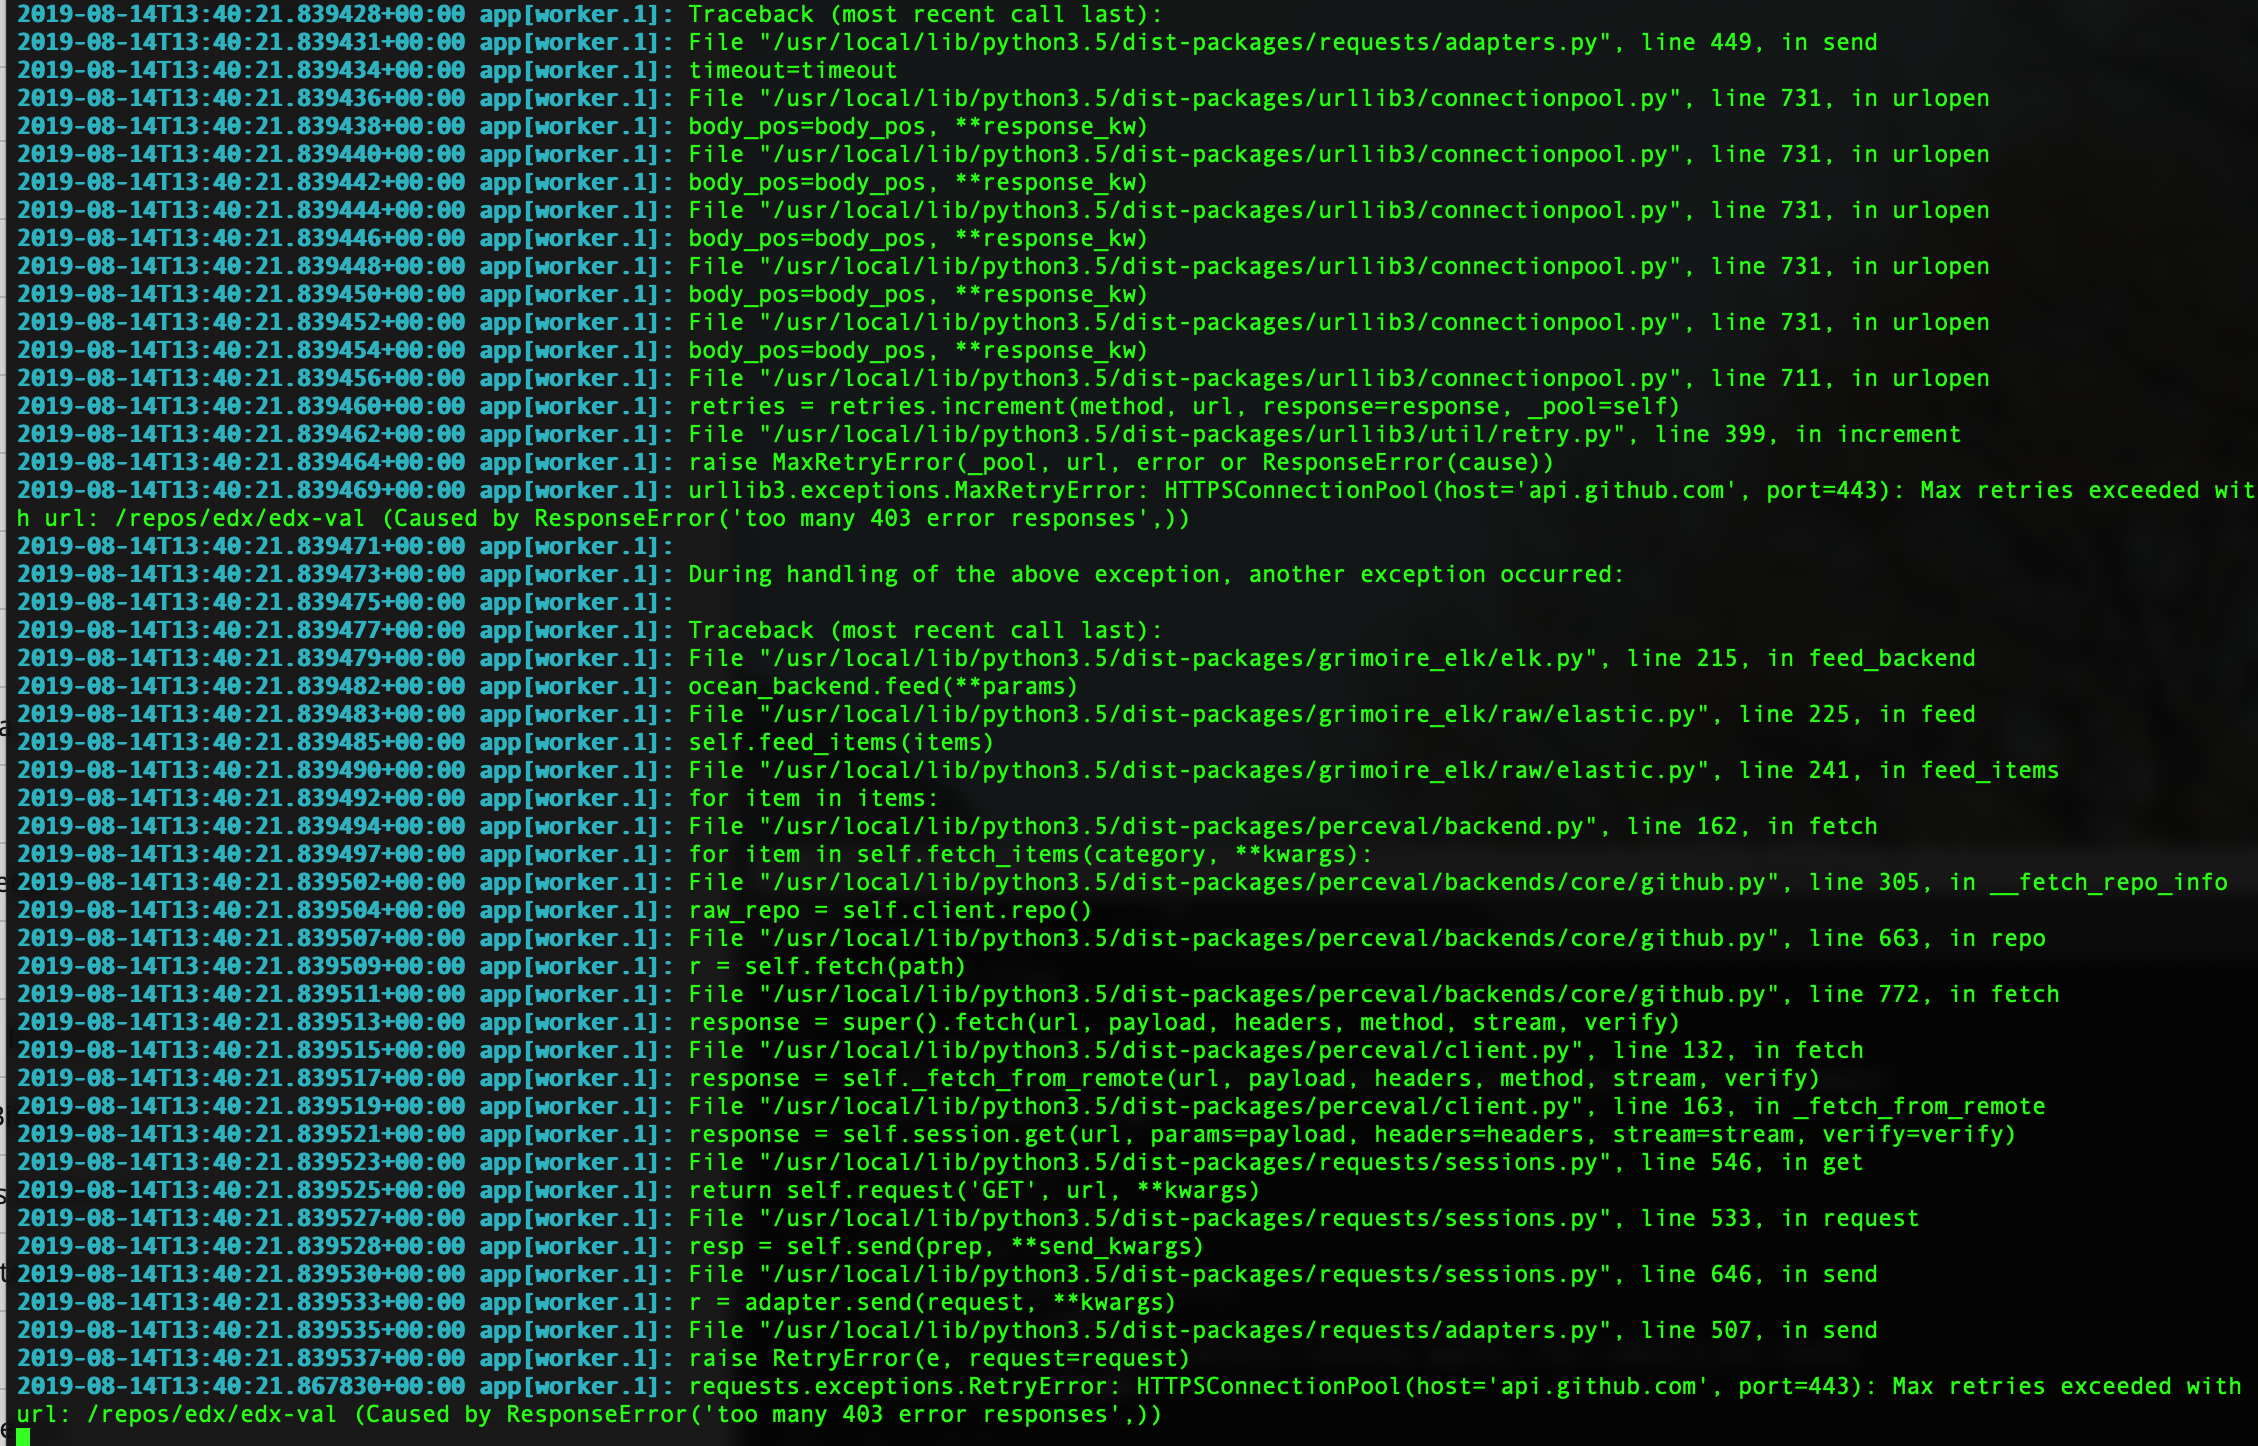 2019-08-14T13:40:21.839428+00:00 app[worker.1]: Traceback (most recent call last):
2019-08-14T13:40:21.839431+00:00 app[worker.1]: File "/usr/local/lib/python3.5/dist-packages/requests/adapters.py", line 449, in send
2019-08-14T13:40:21.839434+00:00 app[worker.1]: timeout=timeout
2019-08-14T13:40:21.839436+00:00 app[worker.1]: File "/usr/local/lib/python3.5/dist-packages/urllib3/connectionpool.py", line 731, in urlopen
2019-08-14T13:40:21.839438+00:00 app[worker.1]: body_pos=body_pos, **response_kw)
2019-08-14T13:40:21.839440+00:00 app[worker.1]: File "/usr/local/lib/python3.5/dist-packages/urllib3/connectionpool.py", line 731, in urlopen
2019-08-14T13:40:21.839442+00:00 app[worker.1]: body_pos=body_pos, **response_kw)
2019-08-14T13:40:21.839444+00:00 app[worker.1]: File "/usr/local/lib/python3.5/dist-packages/urllib3/connectionpool.py", line 731, in urlopen
2019-08-14T13:40:21.839446+00:00 app[worker.1]: body_pos=body_pos, **response_kw)
2019-08-14T13:40:21.839448+00:00 app[worker.1]: File "/usr/local/lib/python3.5/dist-packages/urllib3/connectionpool.py", line 731, in urlopen
2019-08-14T13:40:21.839450+00:00 app[worker.1]: body_pos=body_pos, **response_kw)
2019-08-14T13:40:21.839452+00:00 app[worker.1]: File "/usr/local/lib/python3.5/dist-packages/urllib3/connectionpool.py", line 731, in urlopen
2019-08-14T13:40:21.839454+00:00 app[worker.1]: body_pos=body_pos, **response_kw)
2019-08-14T13:40:21.839456+00:00 app[worker.1]: File "/usr/local/lib/python3.5/dist-packages/urllib3/connectionpool.py", line 711, in urlopen
2019-08-14T13:40:21.839460+00:00 app[worker.1]: retries = retries.increment(method, url, response=response, _pool=self)
2019-08-14T13:40:21.839462+00:00 app[worker.1]: File "/usr/local/lib/python3.5/dist-packages/urllib3/util/retry.py", line 399, in increment
2019-08-14T13:40:21.839464+00:00 app[worker.1]: raise MaxRetryError(_pool, url, error or ResponseError(cause))
2019-08-14T13:40:21.839469+00:00 app[worker.1]: urllib3.exceptions.MaxRetryError: HTTPSConnectionPool(host='api.github.com', port=443): Max retries exceeded wit
h url: /repos/edx/edx-val (Caused by ResponseError('too many 403 error responses',))
2019-08-14T13:40:21.839471+00:00 app[worker.1]:
2019-08-14T13:40:21.839473+00:00 app[worker.1]: During handling of the above exception, another exception occurred:
2019-08-14T13:40:21.839475+00:00 app[worker.1]:
2019-08-14T13:40:21.839477+00:00 app[worker.1]: Traceback (most recent call last):
2019-08-14T13:40:21.839479+00:00 app[worker.1]: File "/usr/local/lib/python3.5/dist-packages/grimoire_elk/elk.py", line 215, in feed_backend
2019-08-14T13:40:21.839482+00:00 app[worker.1]: ocean_backend.feed(**params)
2019-08-14T13:40:21.839483+00:00 app[worker.1]: File "/usr/local/lib/python3.5/dist-packages/grimoire_elk/raw/elastic.py", line 225, in feed
2019-08-14T13:40:21.839485+00:00 app[worker.1]: self.feed_items(items)
2019-08-14T13:40:21.839490+00:00 app[worker.1]: File "/usr/local/lib/python3.5/dist-packages/grimoire_elk/raw/elastic.py", line 241, in feed_items
2019-08-14T13:40:21.839492+00:00 app[worker.1]: for item in items:
2019-08-14T13:40:21.839494+00:00 app[worker.1]: File "/usr/local/lib/python3.5/dist-packages/perceval/backend.py", line 162, in fetch
2019-08-14T13:40:21.839497+00:00 app[worker.1]: for item in self.fetch_items(category, **kwargs):
2019-08-14T13:40:21.839502+00:00 app[worker.1]: File "/usr/local/lib/python3.5/dist-packages/perceval/backends/core/github.py", line 305, in __fetch_repo_info
2019-08-14T13:40:21.839504+00:00 app[worker.1]: raw_repo = self.client.repo()
2019-08-14T13:40:21.839507+00:00 app[worker.1]: File "/usr/local/lib/python3.5/dist-packages/perceval/backends/core/github.py", line 663, in repo
2019-08-14T13:40:21.839509+00:00 app[worker.1]: r = self.fetch(path)
2019-08-14T13:40:21.839511+00:00 app[worker.1]: File "/usr/local/lib/python3.5/dist-packages/perceval/backends/core/github.py", line 772, in fetch
2019-08-14T13:40:21.839513+00:00 app[worker.1]: response = super().fetch(url, payload, headers, method, stream, verify)
2019-08-14T13:40:21.839515+00:00 app[worker.1]: File "/usr/local/lib/python3.5/dist-packages/perceval/client.py", line 132, in fetch
2019-08-14T13:40:21.839517+00:00 app[worker.1]: response = self._fetch_from_remote(url, payload, headers, method, stream, verify)
2019-08-14T13:40:21.839519+00:00 app[worker.1]: File "/usr/local/lib/python3.5/dist-packages/perceval/client.py", line 163, in _fetch_from_remote
2019-08-14T13:40:21.839521+00:00 app[worker.1]: response = self.session.get(url, params=payload, headers=headers, stream=stream, verify=verify)
2019-08-14T13:40:21.839523+00:00 app[worker.1]: File "/usr/local/lib/python3.5/dist-packages/requests/sessions.py", line 546, in get
2019-08-14T13:40:21.839525+00:00 app[worker.1]: return self.request('GET', url, **kwargs)
2019-08-14T13:40:21.839527+00:00 app[worker.1]: File "/usr/local/lib/python3.5/dist-packages/requests/sessions.py", line 533, in request
2019-08-14T13:40:21.839528+00:00 app[worker.1]: resp = self.send(prep, **send_kwargs)
2019-08-14T13:40:21.839530+00:00 app[worker.1]: File "/usr/local/lib/python3.5/dist-packages/requests/sessions.py", line 646, in send
2019-08-14T13:40:21.839533+00:00 app[worker.1]: r = adapter.send(request, **kwargs)
2019-08-14T13:40:21.839535+00:00 app[worker.1]: File "/usr/local/lib/python3.5/dist-packages/requests/adapters.py", line 507, in send
2019-08-14T13:40:21.839537+00:00 app[worker.1]: raise RetryError(e, request=request)
2019-08-14T13:40:21.867830+00:00 app[worker.1]: requests.exceptions.RetryError: HTTPSConnectionPool(host='api.github.com', port=443): Max retries exceeded with
url: /repos/edx/edx-val (Caused by ResponseError('too many 403 error responses',))